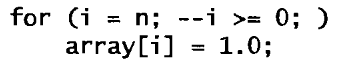 for (i = n; --i >= 0; )
array[i] = 1.0;